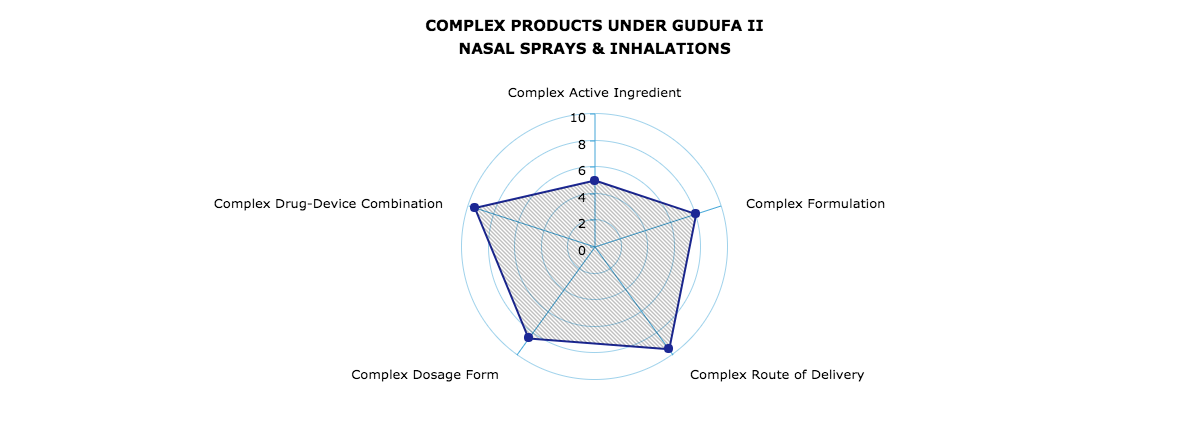 COMPLEX PRODUCTS UNDER GUDUFA II
NASAL SPRAYS & INHALATIONS
Complex Active Ingredient
10
8
6
4
2
0
Complex Drug-Device Combination
Complex Formulation
Complex Dosage Form
Complex Route of Delivery